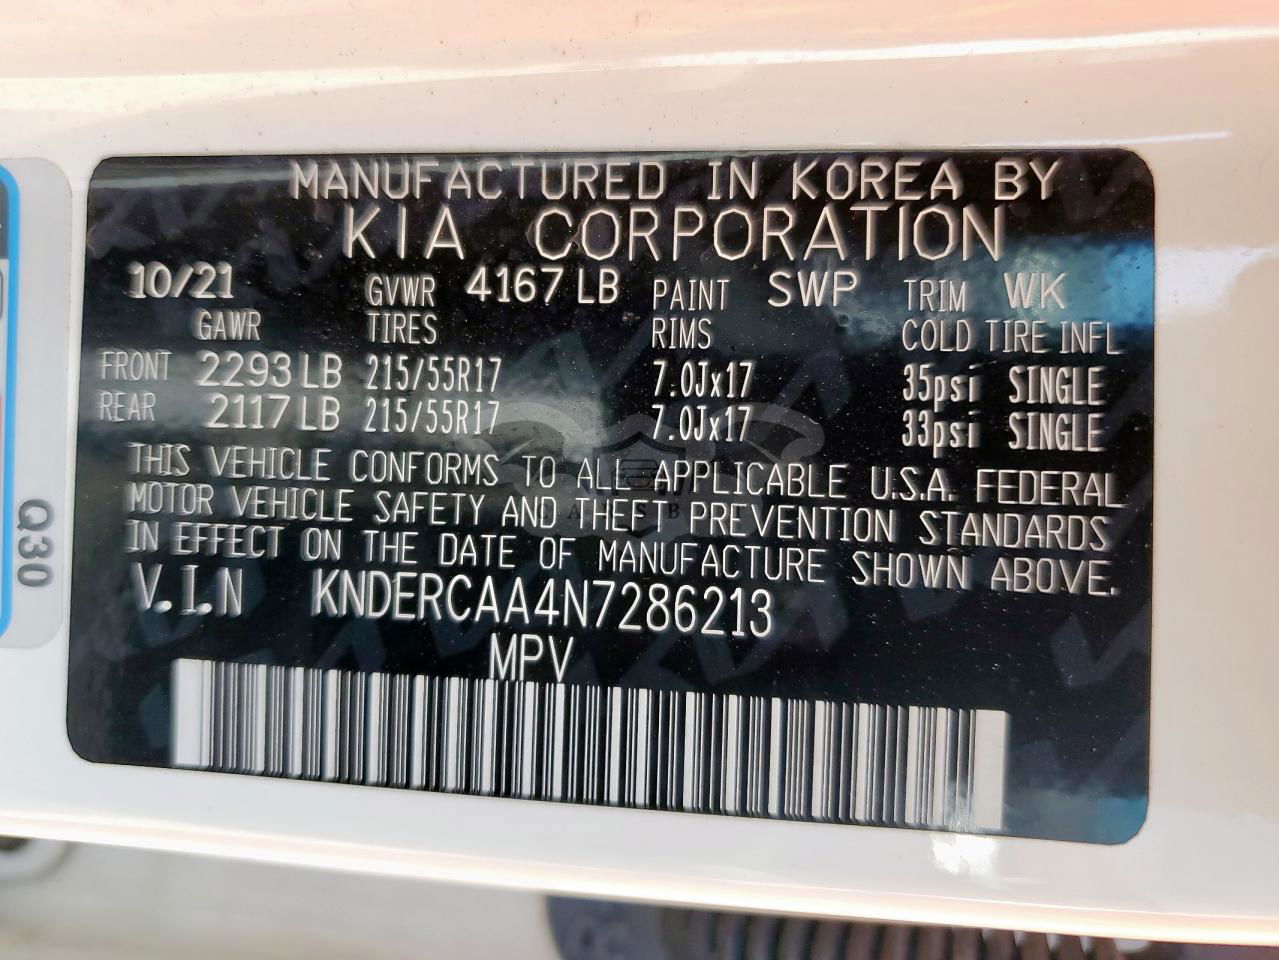 MANUFACTURED IN KOREA BY
KIA CORPORATION
10/21 GVWR 4167 LB PAINT SWP TRIM WK
GAWR TIRES RIMS COLD TIRE INFL
FRONT 2293 LB 215/55R17 7.0Jx17 35psi SINGLE
REAR 2117 LB 215/55R17 7.0Jx17 33psi SINGLE
THIS VEHICLE CONFORMS TO ALL APPLICABLE U.S.A. FEDERAL
MOTOR VEHICLE SAFETY AND THEFT PREVENTION STANDARDS
IN EFFECT ON THE DATE OF MANUFACTURE SHOWN ABOVE.
V.I.N KNDERCAA4N7286213
MPV
Q30